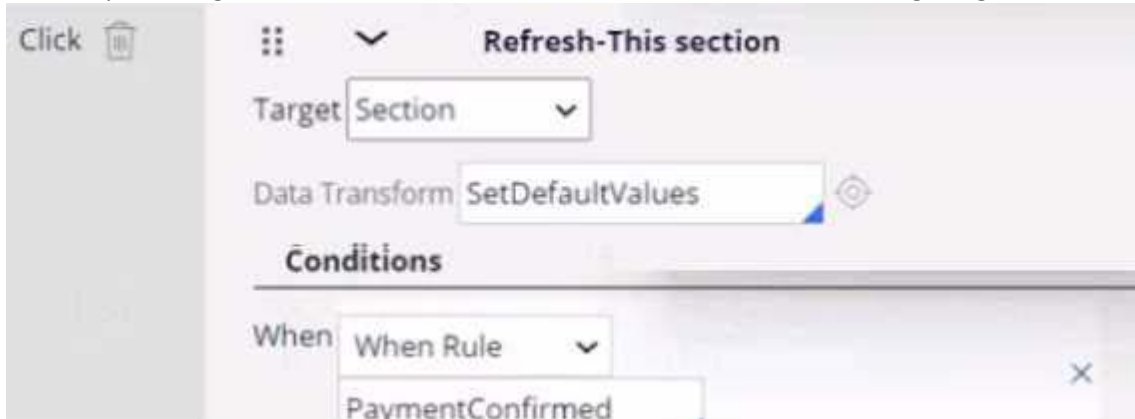 Click
Refresh-This section
Target Section
Data Transform SetDefaultValues
Conditions
When When Rule
PaymentConfirmed